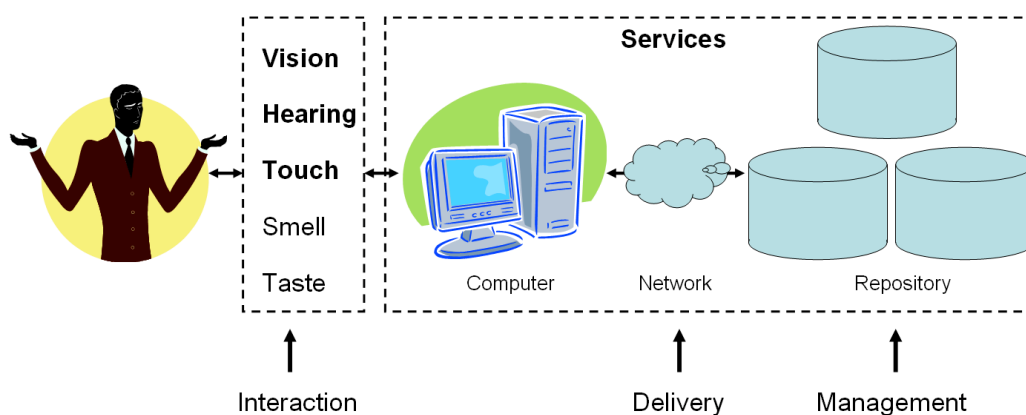 Services
Vision
Hearing
Touch
Smell
Taste
Computer
Network
Repository
Interaction
Delivery
Management